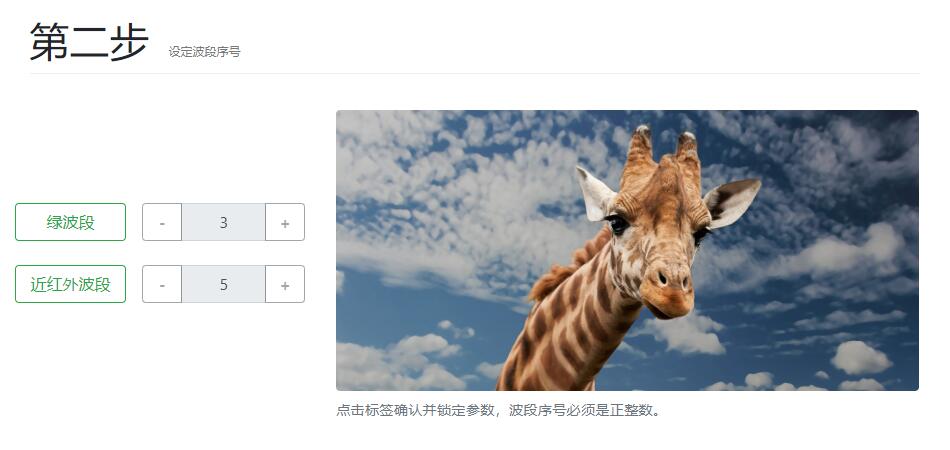 第二步 设定波段序号
绿波段 - 3 +
近红外波段 - 5 +
点击标签确认并锁定参数，波段序号必须是正整数。